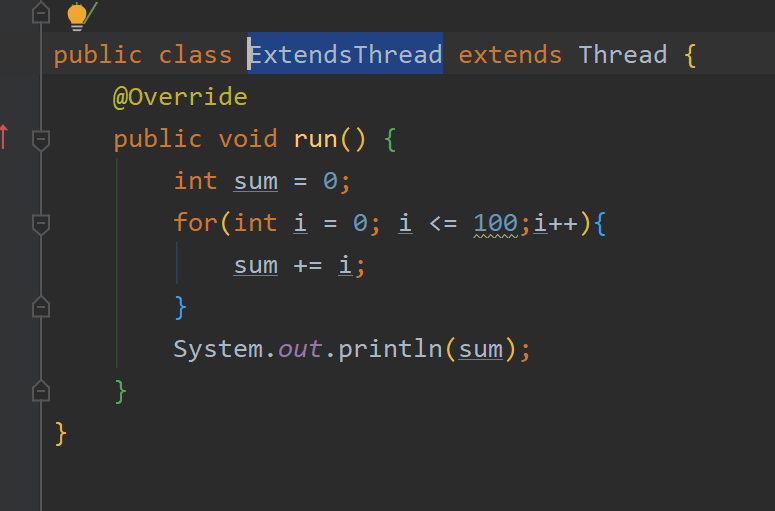 public class ExtendsThread extends Thread {
@Override
public void run() {
int sum = 0;
for(int i = 0; i <= 100;i++){
sum += i;
}
System.out.println(sum);
}
}